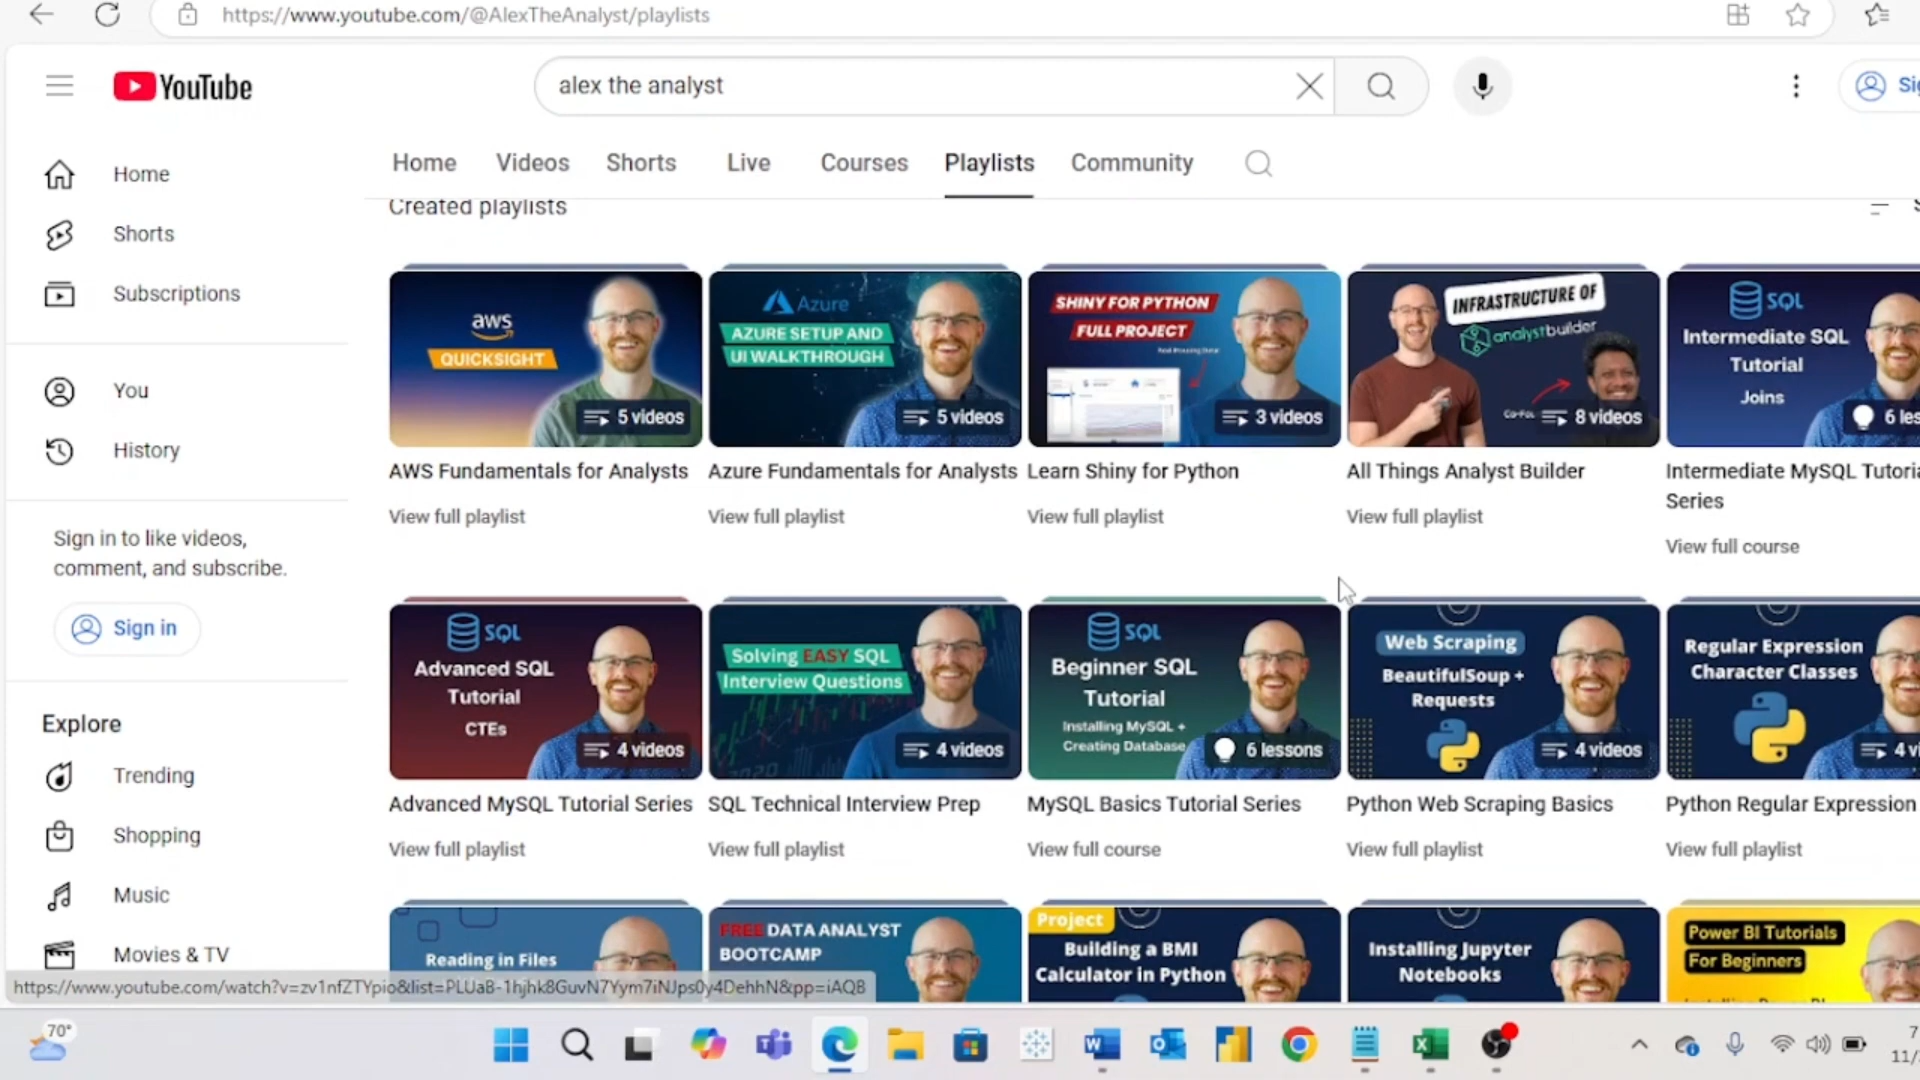 https://www.youtube.com/@AlexTheAnalyst/playlists
YouTube
alex the analyst
Home
Videos
Shorts
Live
Courses
Playlists
Community
Home
Shorts
Subscriptions
You
History
Sign in to like videos,
comment, and subscribe.
Sign in
Explore
Trending
Shopping
Music
Movies & TV
Created playlists
aws
QUICKSIGHT
5 videos
AWS Fundamentals for Analysts
View full playlist
Azure
AZURE SETUP AND
UI WALKTHROUGH
5 videos
Azure Fundamentals for Analysts
View full playlist
SHINY FOR PYTHON
FULL PROJECT
3 videos
Learn Shiny for Python
View full playlist
INFRASTRUCTURE OF
analystbuilder
8 videos
All Things Analyst Builder
View full playlist
SQL
Intermediate SQL
Tutorial
Joins
6 les
Intermediate MySQL Tutoria
Series
View full course
SQL
Advanced SQL
Tutorial
CTEs
4 videos
Advanced MySQL Tutorial Series
View full playlist
Solving EASY SQL
Interview Questions
4 videos
SQL Technical Interview Prep
View full playlist
SQL
Beginner SQL
Tutorial
Installing MySQL +
Creating Database
6 lessons
MySQL Basics Tutorial Series
View full course
Web Scraping
BeautifulSoup +
Requests
4 videos
Python Web Scraping Basics
View full playlist
Regular Expression
Character Classes
4 vi
Python Regular Expression
View full playlist
Reading in Files
FREE DATA ANALYST
BOOTCAMP
Project
Building a BMI
Calculator in Python
Installing Jupyter
Notebooks
Power BI Tutorials
For Beginners
https://www.youtube.com/watch?v=zv1nfZTYpio&list=PLUaB-1hjhk8GuvN7Yym7iNJps0y4DehhN&pp=iAQB
70°